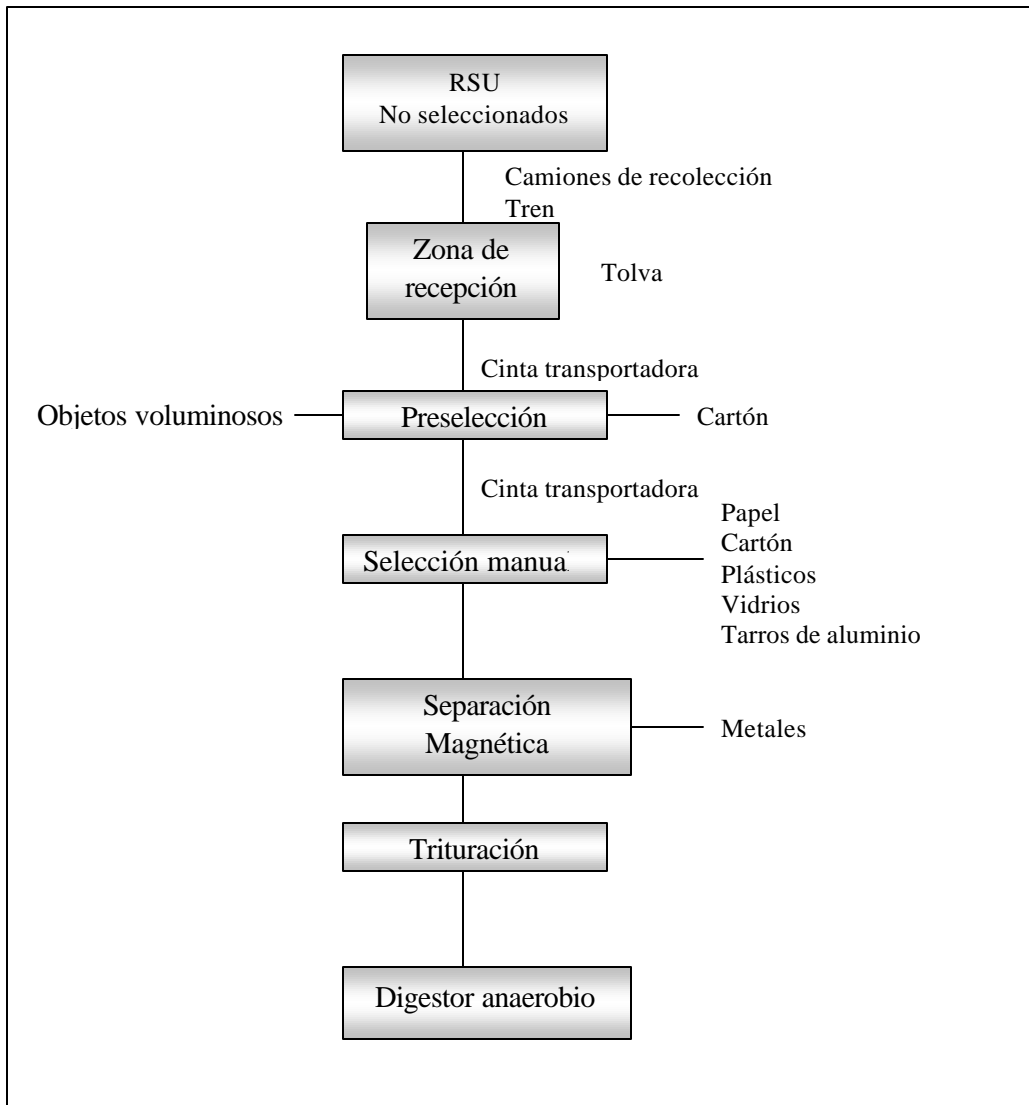 RSU
No seleccionados
Camiones de recolección
Tren
Zona de
recepción
Tolva
Cinta transportadora
Objetos voluminosos
Preselección
Cartón
Cinta transportadora
Papel
Cartón
Plásticos
Vidrios
Tarros de aluminio
Selección manual
Separación
Magnética
Metales
Trituración
Digestor anaerobio